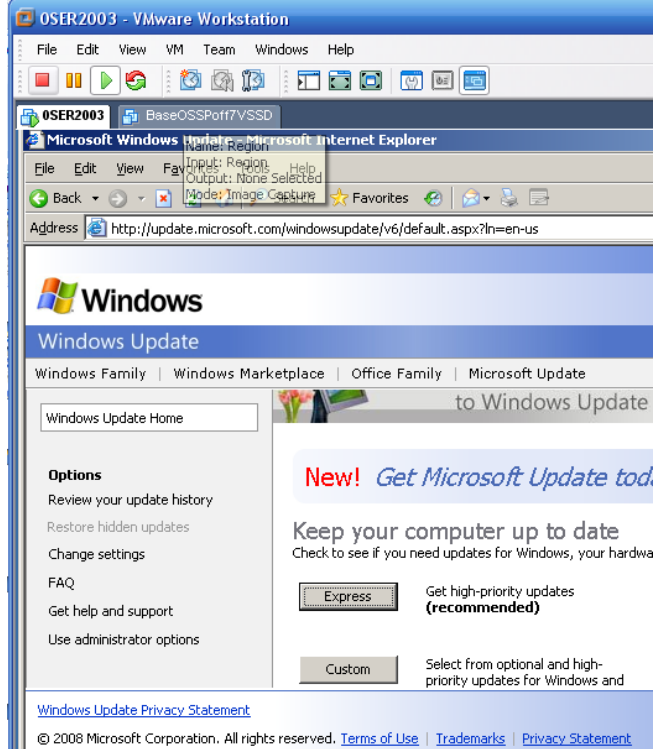 0SER2003 - VMware Workstation
File Edit View VM Team Windows Help
0SER2003 BaseOSSPoff7VSSD
Microsoft Windows Update - Microsoft Internet Explorer
Name: Region
File Edit View Favorites Tools Help
Input: Region
Output: None Selected
Mode: Image Capture
Back Search Favorites
Address http://update.microsoft.com/windowsupdate/v6/default.aspx?ln=en-us
Windows
Windows Update
Windows Family | Windows Marketplace | Office Family | Microsoft Update
to Windows Update
Windows Update Home
Options
Review your update history
Restore hidden updates
Change settings
FAQ
Get help and support
Use administrator options
New! Get Microsoft Update
Keep your computer up to date
Check to see if you need updates for Windows, your
Express Get high-priority updates
(recommended)
Custom Select from optional and high-
priority updates for Windows and
Windows Update Privacy Statement
© 2008 Microsoft Corporation. All rights reserved. Terms of Use | Trademarks | Privacy Statement